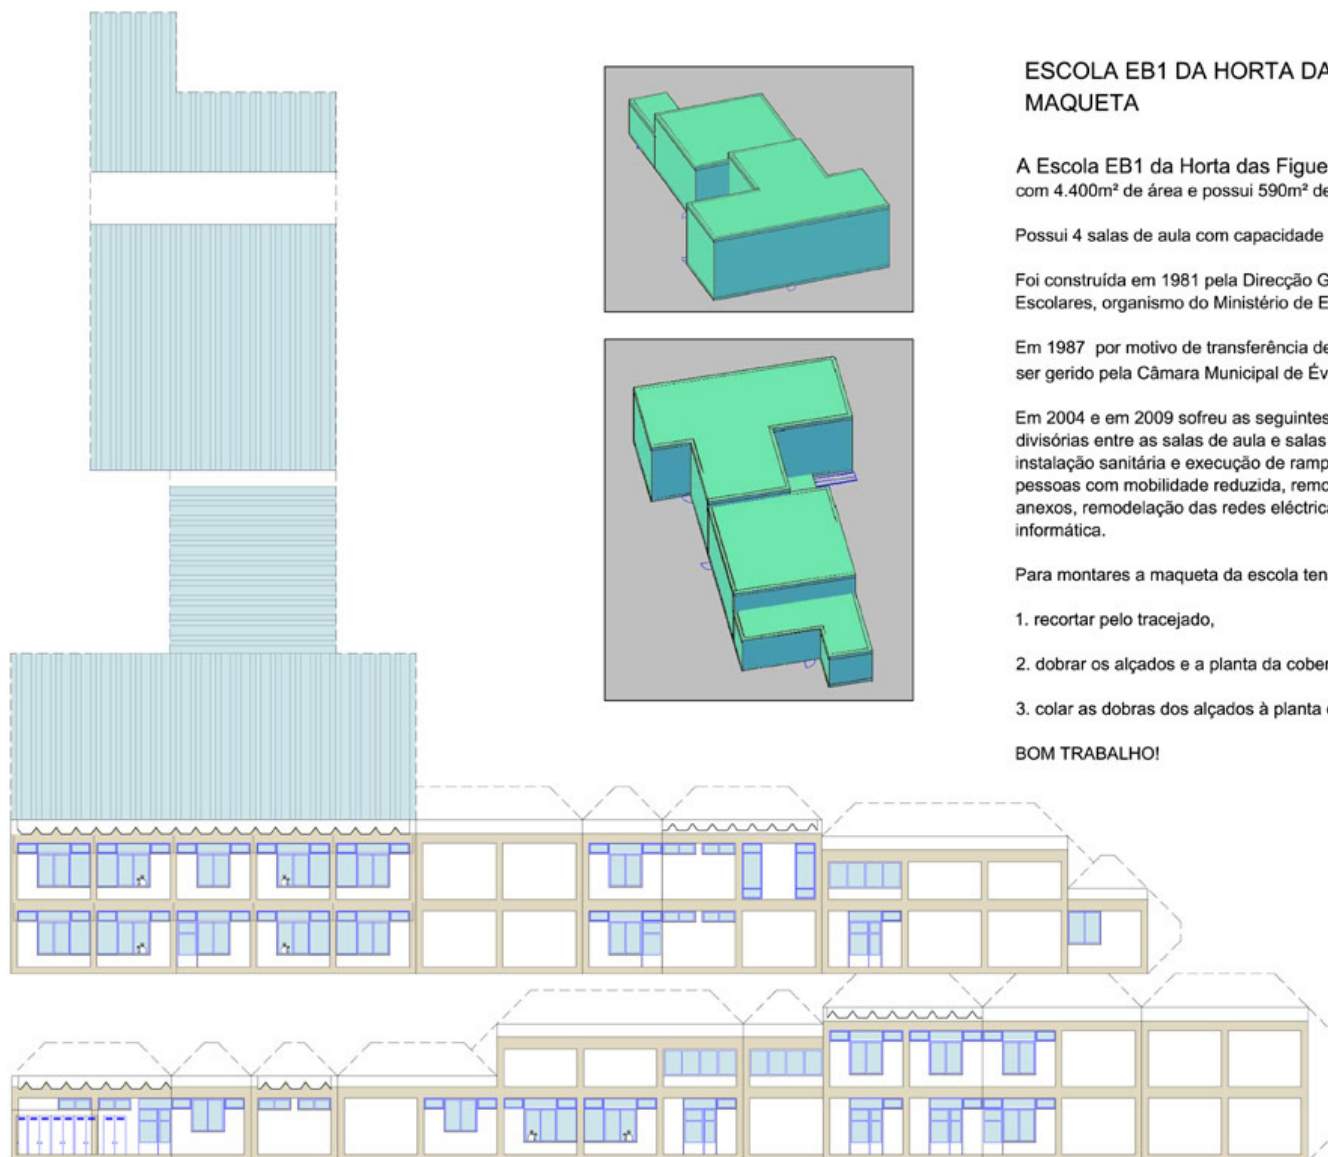 ESCOLA EB1 DA HORTA DA
MAQUETA
A Escola EB1 da Horta das Figue
com 4.400m² de área e possui 590m² de
Possui 4 salas de aula com capacidade
Foi construída em 1981 pela Direcção G
Escolares, organismo do Ministério de E
Em 1987 por motivo de transferência de
ser gerido pela Câmara Municipal de Év
Em 2004 e em 2009 sofreu as seguintes
divisórias entre as salas de aula e salas
instalação sanitária e execução de ramp
pessoas com mobilidade reduzida, remo
anexos, remodelação das redes eléctrica
informática.
Para montares a maqueta da escola ten
1. recortar pelo tracejado,
2. dobrar os alçados e a planta da cober
3. colar as dobras dos alçados à planta
BOM TRABALHO!